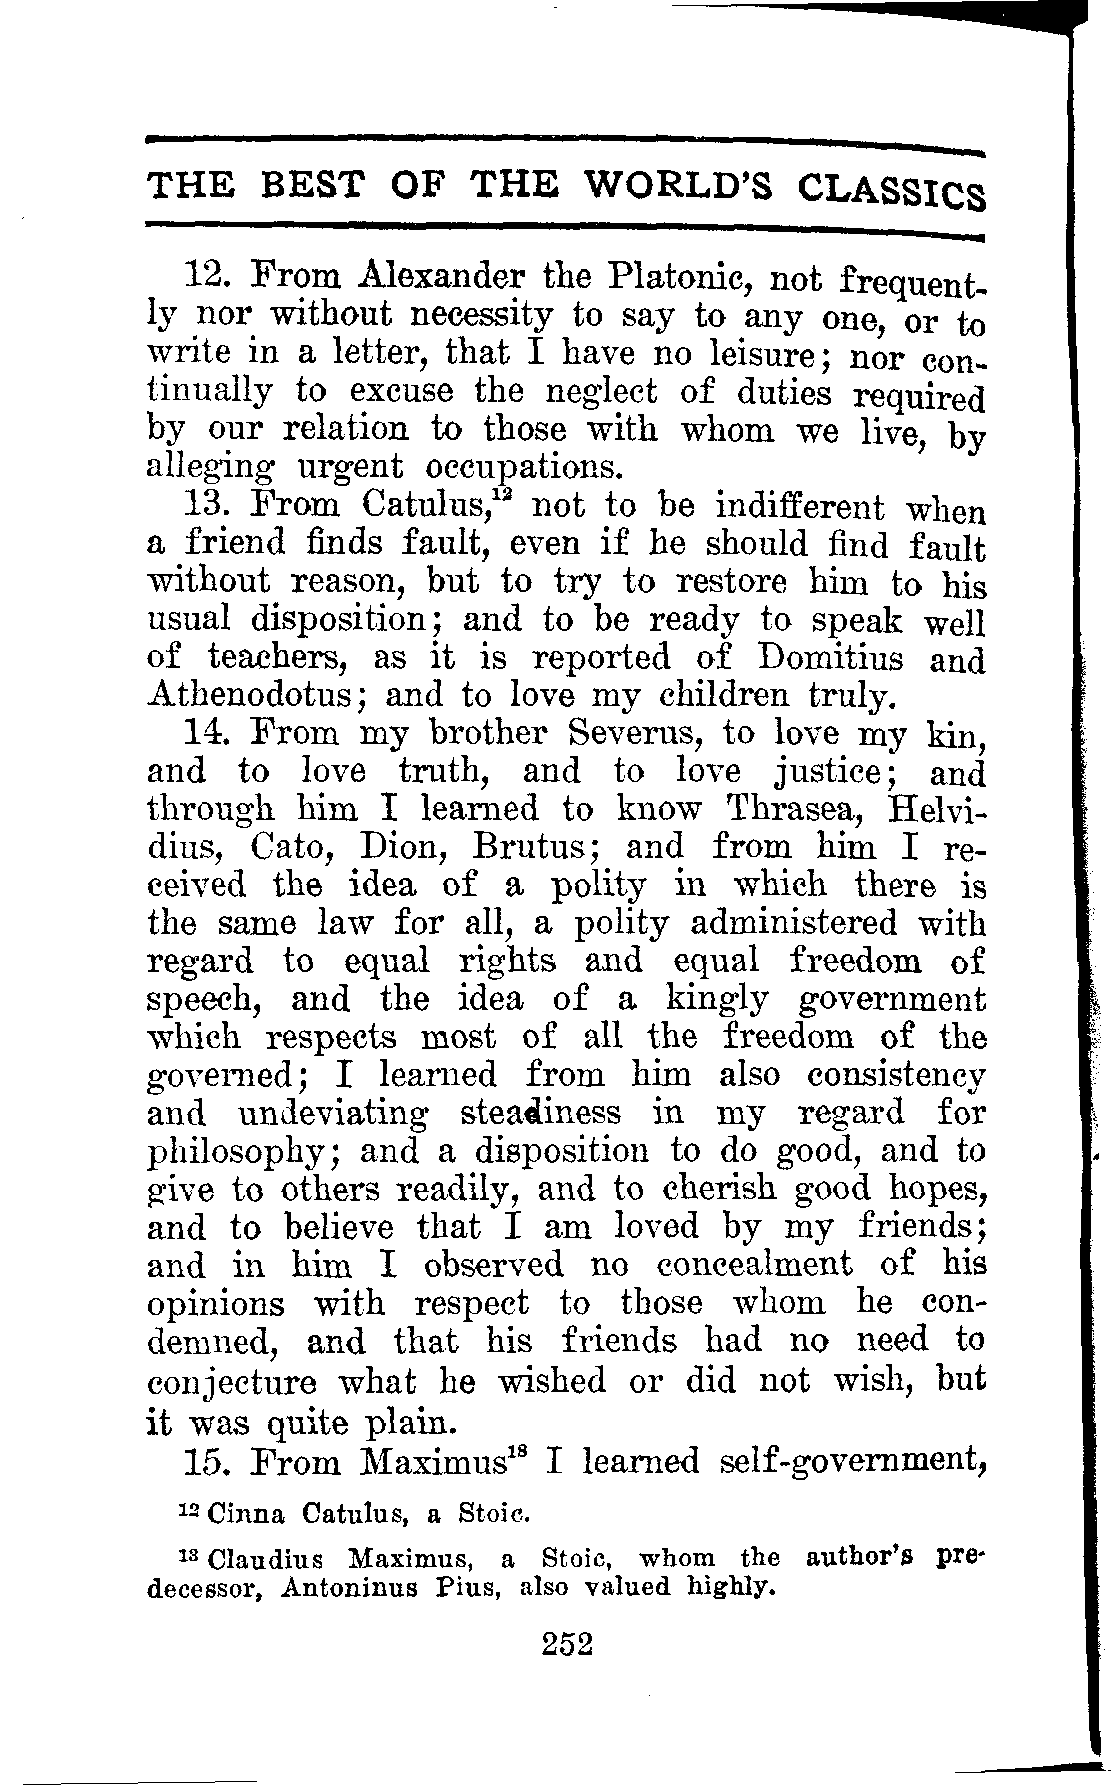 THE BEST OF THE WORLD'S CLASSICS
12. From Alexander the Platonic, not frequent-
ly nor without necessity to say to any one, or to
write in a letter, that I have no leisure; nor con-
tinually to excuse the neglect of duties required
by our relation to those with whom we live, by
alleging urgent occupations.
13. From Catulus,¹² not to be indifferent when
a friend finds fault, even if he should find fault
without reason, but to try to restore him to his
usual disposition; and to be ready to speak well
of teachers, as it is reported of Domitius and
Athenodotus; and to love my children truly.
14. From my brother Severus, to love my kin,
and to love truth, and to love justice; and
through him I learned to know Thrasea, Helvi-
dius, Cato, Dion, Brutus; and from him I re-
ceived the idea of a polity in which there is
the same law for all, a polity administered with
regard to equal rights and equal freedom of
speech, and the idea of a kingly government
which respects most of all the freedom of the
governed; I learned from him also consistency
and undeviating steadiness in my regard for
philosophy; and a disposition to do good, and to
give to others readily, and to cherish good hopes,
and to believe that I am loved by my friends;
and in him I observed no concealment of his
opinions with respect to those whom he con-
demned, and that his friends had no need to
conjecture what he wished or did not wish, but
it was quite plain.
15. From Maximus¹³ I learned self-government,
¹² Cinna Catulus, a Stoic.
¹³ Claudius Maximus, a Stoic, whom the author's pre-
decessor, Antoninus Pius, also valued highly.
252